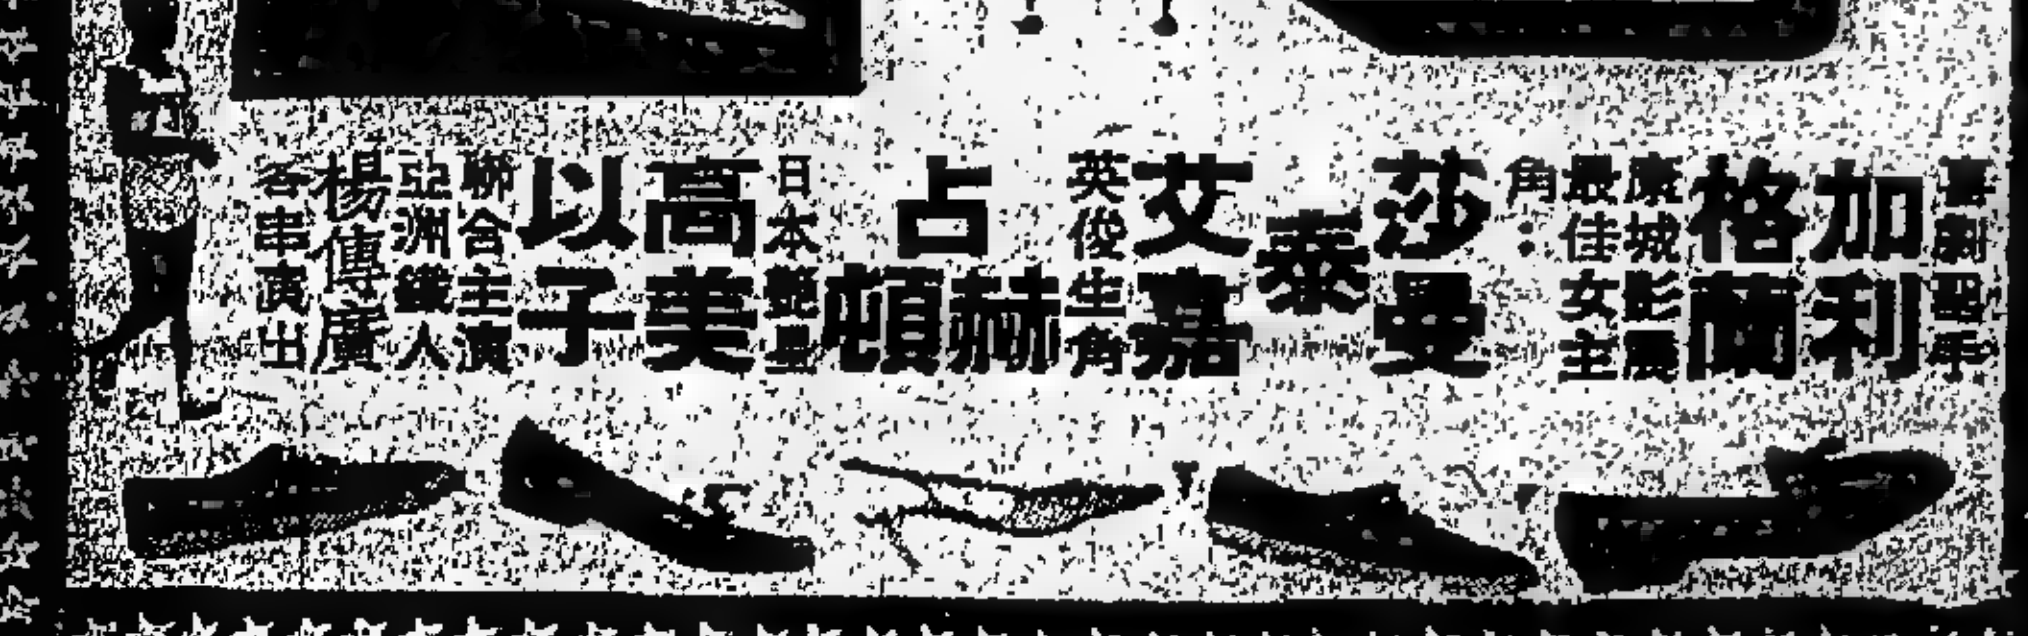 喜劇聖手
加利
格蘭
康城影展
最佳女主
角：
莎曼
泰
艾嘉
英俊生角
占
赫頓
日本艷星
高美
以子
聯合主演
亞洲鐵人
楊傳廣
客串演出